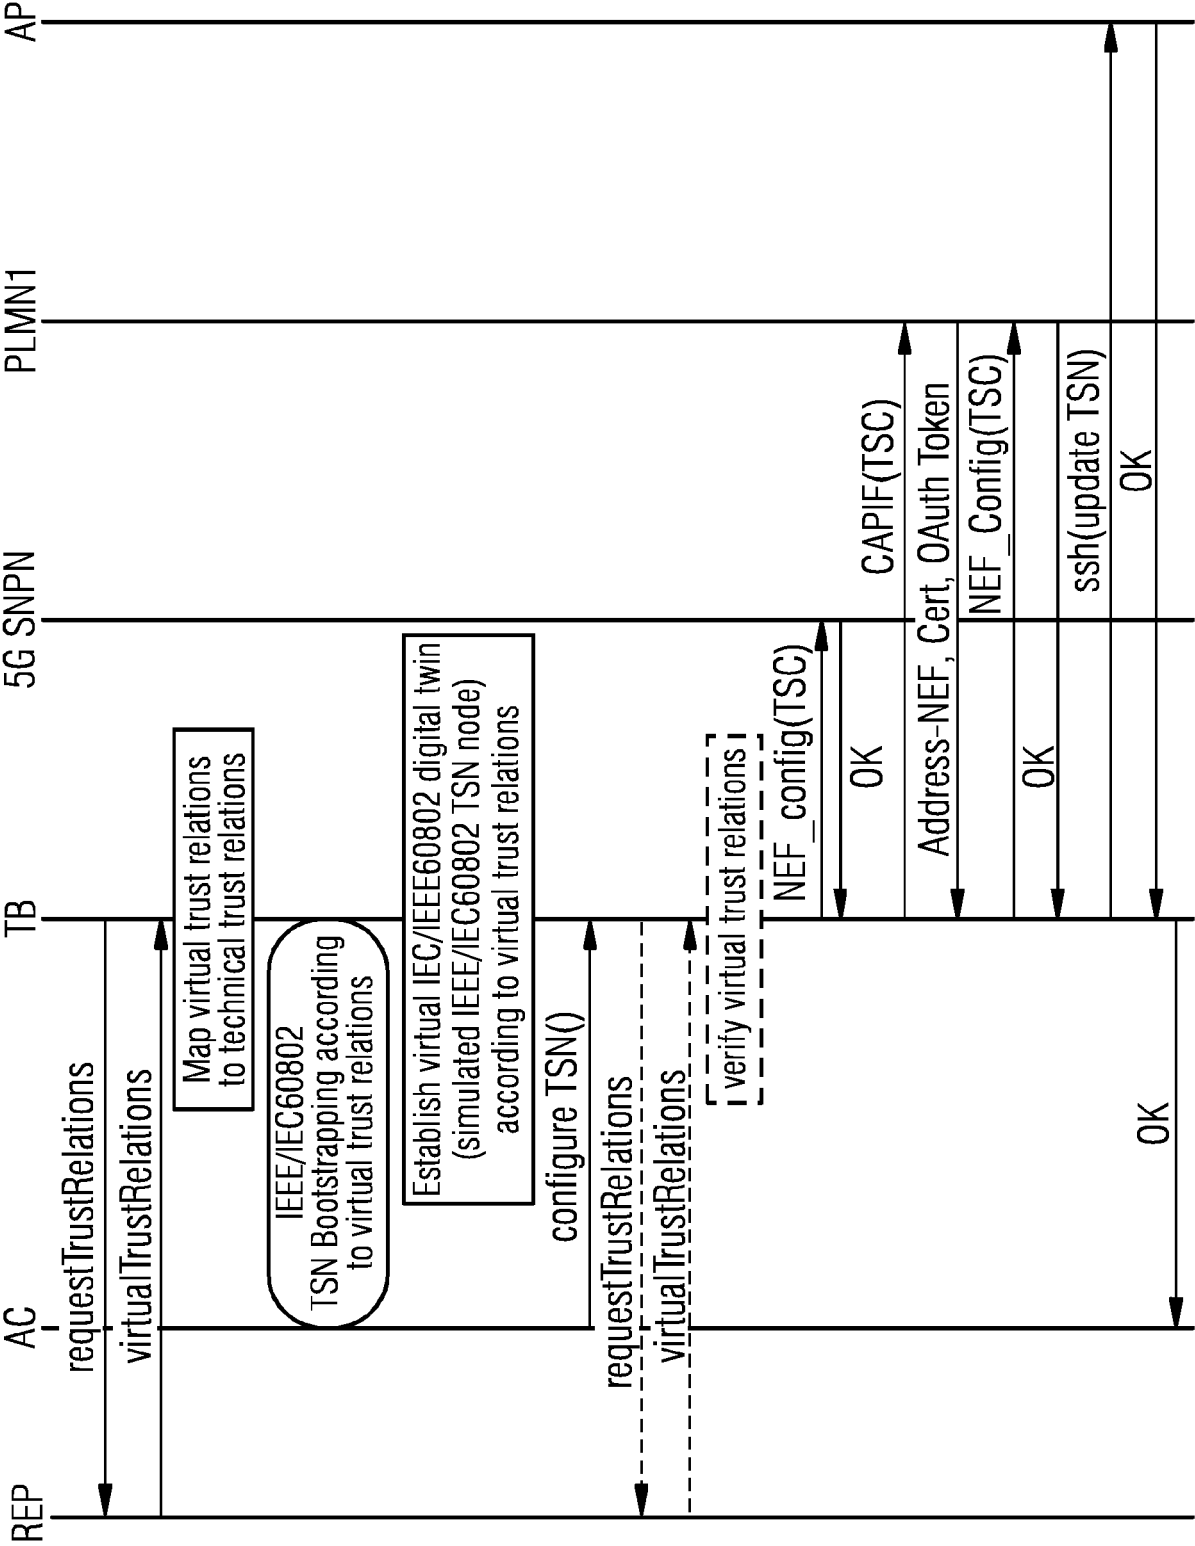 REP
AC
TB
5G SNPN
PLMN1
AP
requestTrustRelations
virtualTrustRelations
Map virtual trust relations
to technical trust relations
IEEE/IEC60802
TSN Bootstrapping according
to virtual trust relations
Establish virtual IEC/IEEE60802 digital twin
(simulated IEEE/IEC60802 TSN node)
according to virtual trust relations
configure TSN()
requestTrustRelations
virtualTrustRelations
verify virtual trust relations
NEF_config(TSC)
OK
CAPIF(TSC)
Address-NEF, Cert, OAuth Token
NEF_Config(TSC)
OK
ssh(update TSN)
OK
OK